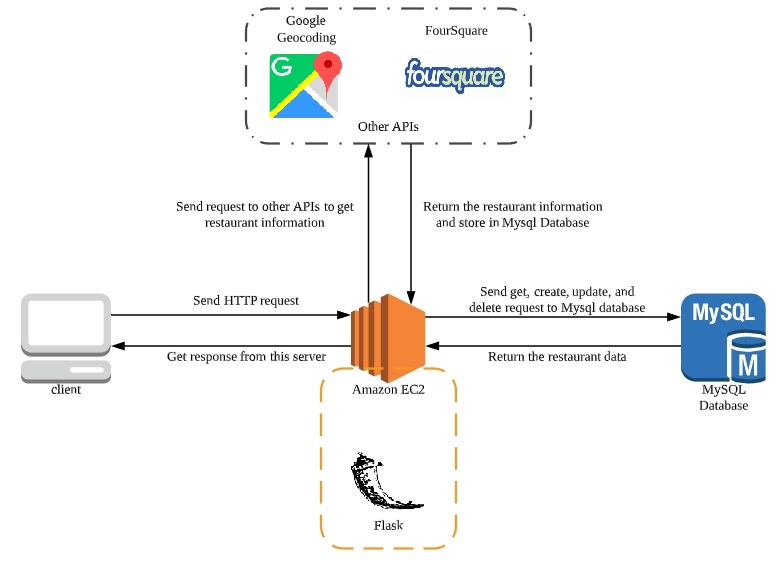 Google
Geocoding
FourSquare
G
foursquare
Other APIs
Send request to other APIs to get
restaurant information
Return the restaurant information
and store in Mysql Database
Send HTTP request
Get response from this server
Send get, create, update, and
delete request to Mysql database
Return the restaurant data
MySQL
M
client
Amazon EC2
MySQL
Database
Flask